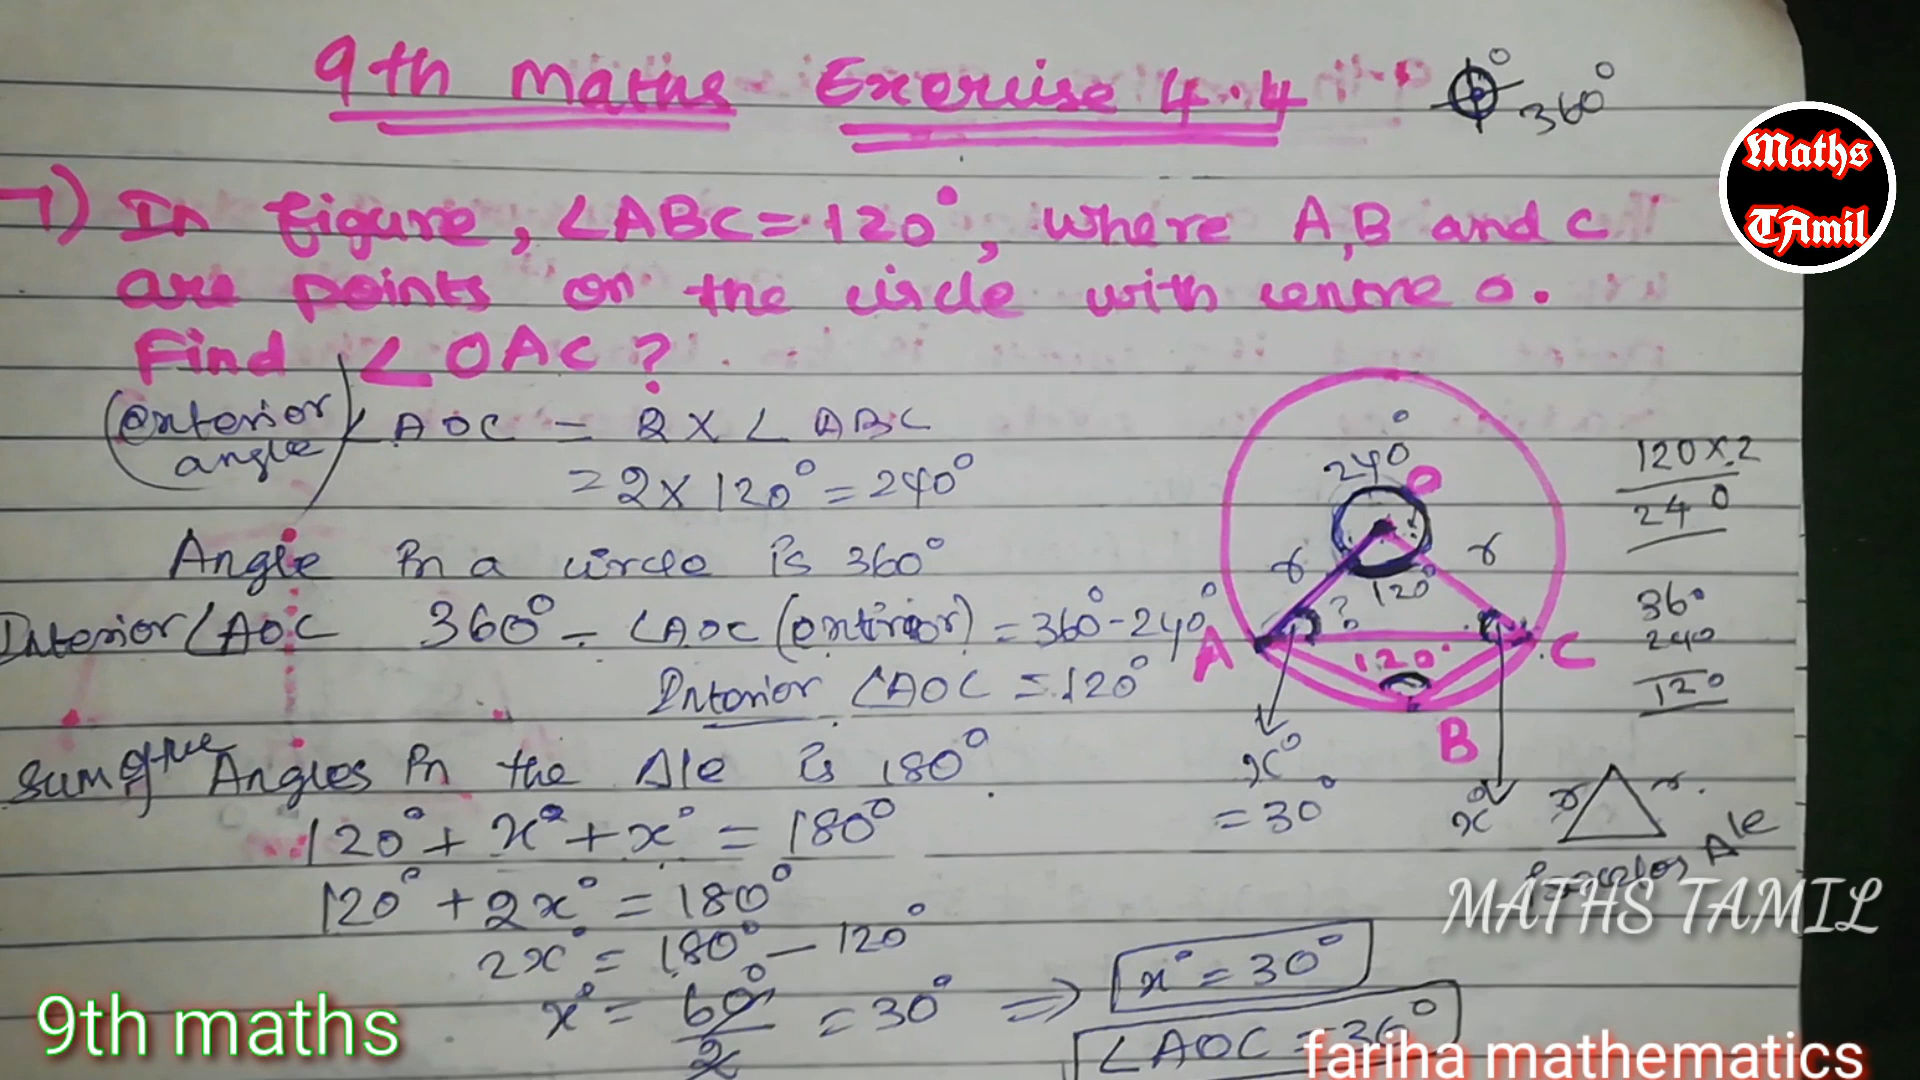 9th maths Exercise 4.4
360°
Maths
TAmil
7) In figure, ∠ABC = 120°, where A, B and C
are points on the circle with centre O.
Find ∠OAC?
(exterior angle) ∠AOC = 2 X ∠ABC
= 2 X 120° = 240°
Angle in a circle is 360°
Interior ∠AOC 360° - ∠AOC (exterior) = 360° - 240°
Interior ∠AOC = 120°
Sum of the Angles in the Δle is 180°
120° + x° + x° = 180°
120° + 2x° = 180°
2x° = 180° - 120°
x° = 60°/2 = 30° ⇒ x° = 30°
∠AOC = 30°
240°
O
r r
120°
?
A C
120°
B
x°
= 30°
x°
120 x 2
240
360
240
120
r r
Δle
MATHS TAMIL
9th maths
fariha mathematics